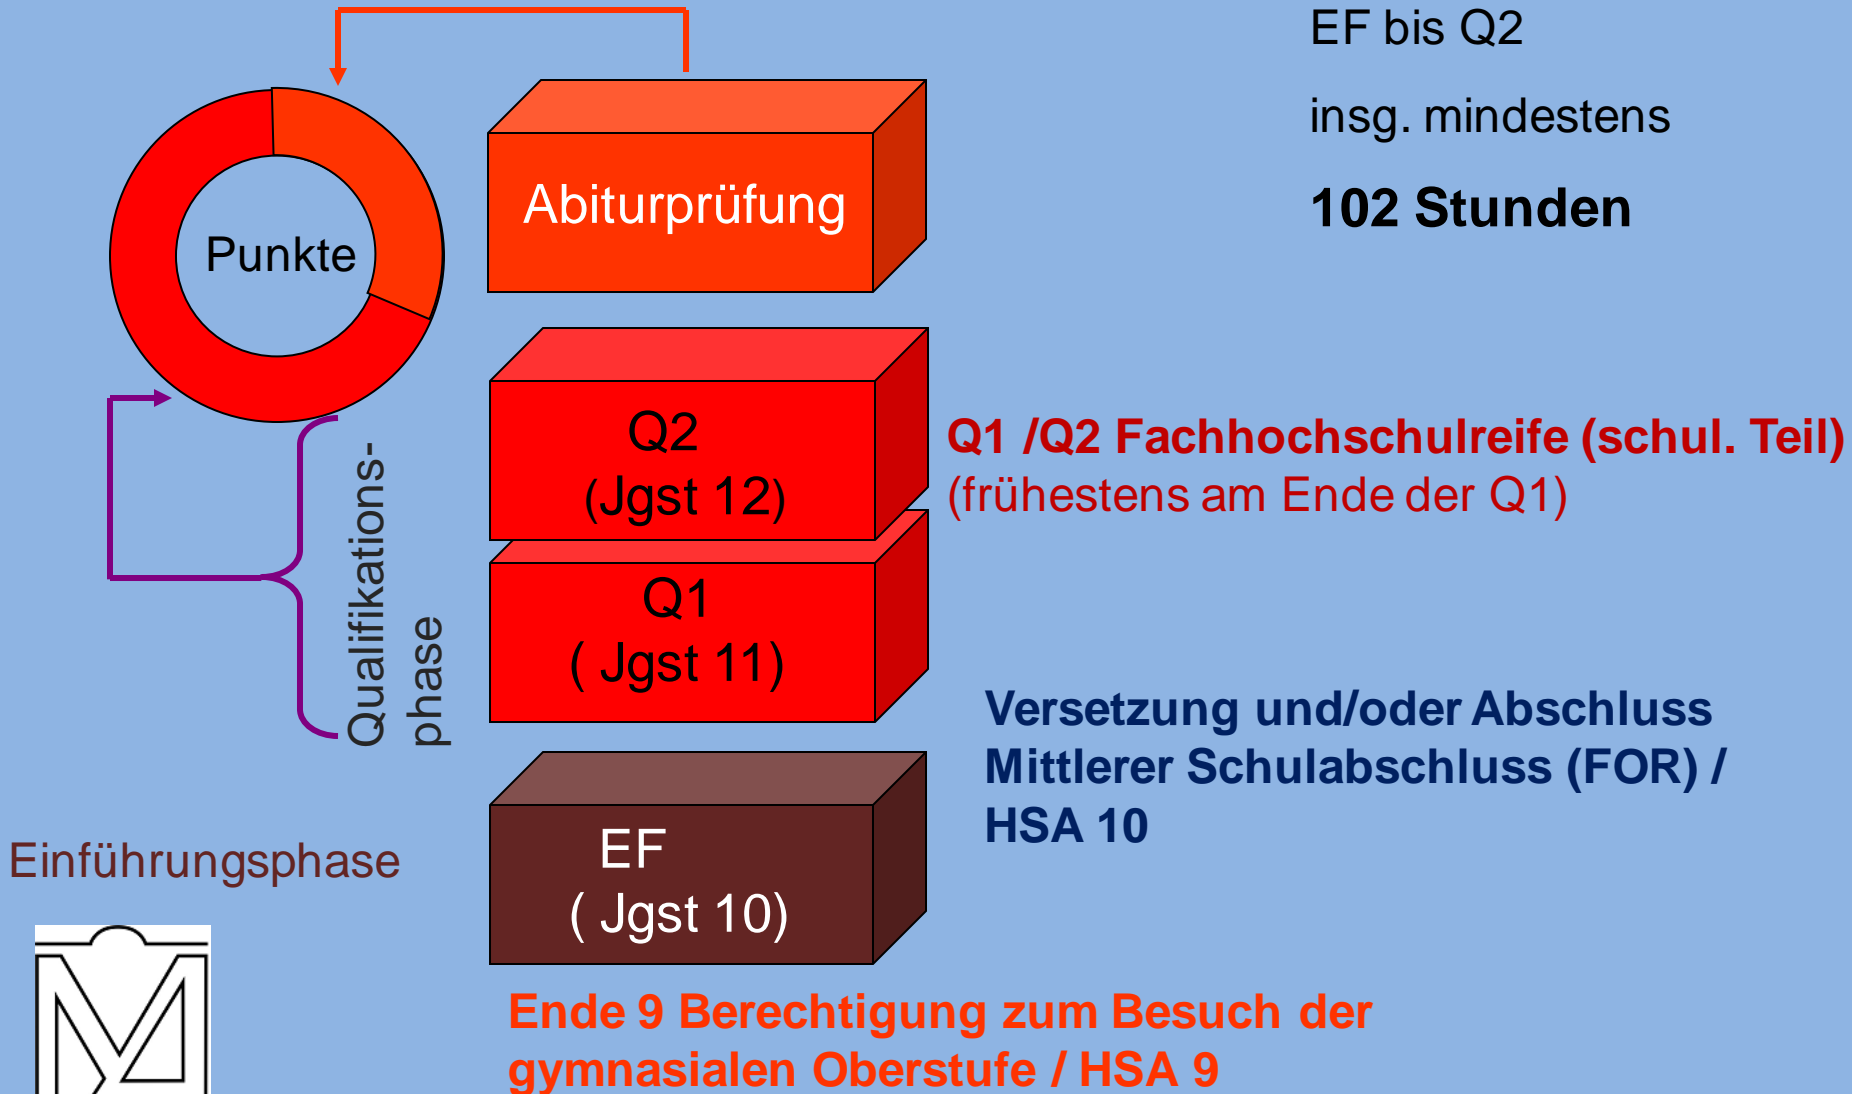 EF bis Q2
insg. mindestens
102 Stunden
Abiturprüfung
Punkte
Q2
(Jgst 12)
Q1 /Q2 Fachhochschulreife (schul. Teil)
(frühestens am Ende der Q1)
Qualifikations-
phase
Q1
( Jgst 11)
Versetzung und/oder Abschluss
Mittlerer Schulabschluss (FOR) /
HSA 10
Einführungsphase
EF
( Jgst 10)
Ende 9 Berechtigung zum Besuch der
gymnasialen Oberstufe / HSA 9